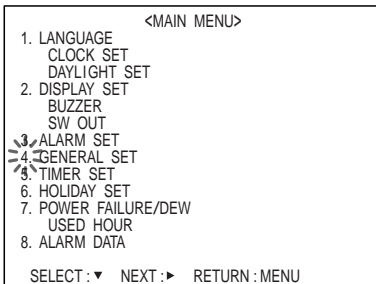 <MAIN MENU>
1. LANGUAGE
CLOCK SET
DAYLIGHT SET
2. DISPLAY SET
BUZZER
SW OUT
3. ALARM SET
4. GENERAL SET
5. TIMER SET
6. HOLIDAY SET
7. POWER FAILURE/DEW
USED HOUR
8. ALARM DATA
SELECT : ▼ NEXT : ► RETURN : MENU